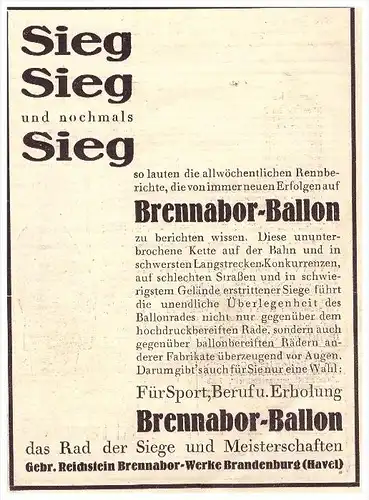 Sieg
Sieg
und nochmals
Sieg
so lauten die allwöchentlichen Rennbe-
richte, die von immer neuen Erfolgen auf
Brennabor-Ballon
zu berichten wissen. Diese ununter-
brochene Kette auf der Bahn und in
schwersten Langstrecken-Konkurrenzen,
auf schlechten Straßen und in schwie-
rigstem Gelände erstrittener Siege führt
die unendliche Überlegenheit des
Ballonrades nicht nur gegenüber dem
hochdruckbereiften Rade, sondern auch
gegenüber ballonbereiften Rädern an-
derer Fabrikate überzeugend vor Augen.
Darum gibt's auch für Sie nur eine Wahl:
Für Sport, Beruf u. Erholung
Brennabor-Ballon
das Rad der Siege und Meisterschaften
Gebr. Reichstein Brennabor-Werke Brandenburg (Havel)